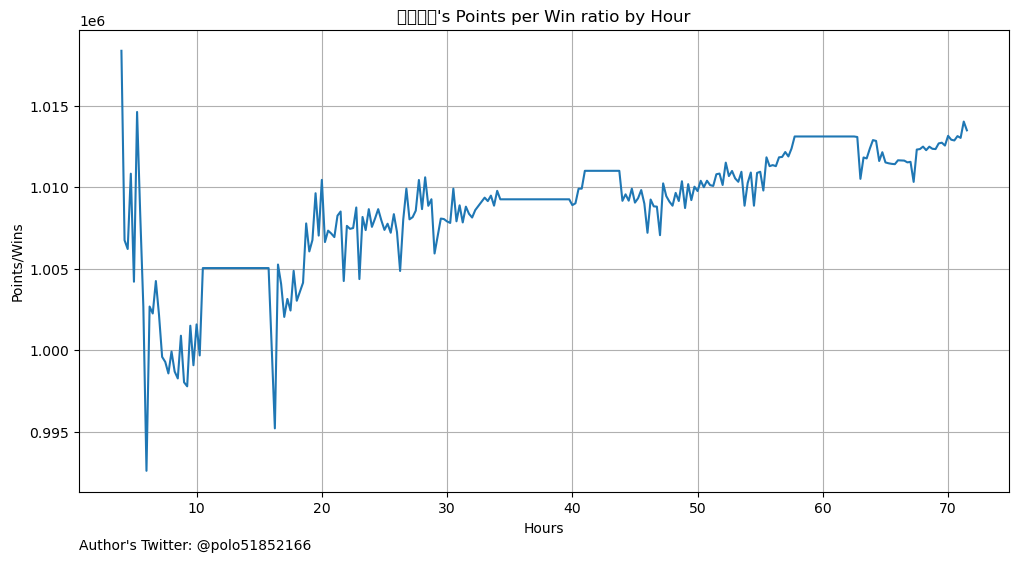 's Points per Win ratio by Hour
1e6
1.015
1.010
1.005
1.000
0.995
Points/Wins
10 20 30 40 50 60 70
Hours
Author's Twitter: @polo51852166